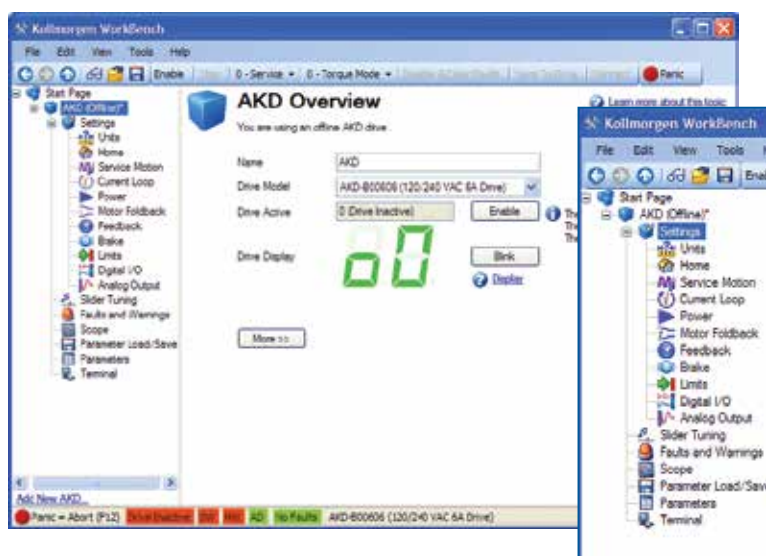 Kollmorgen WorkBench
File Edit View Tools Help
Enable 0 - Service 0 - Torque Mode Panic
Start Page
AKD (Offline)*
Settings
Units
Home
Service Motion
Current Loop
Power
Motor Foldback
Feedback
Brake
Limits
Digital I/O
Analog Output
Slider Tuning
Faults and Warnings
Scope
Parameter Load/Save
Parameters
Terminal
Add New AKD...
AKD Overview
Learn more about this topic
You are using an offline AKD drive.
Name AKD
Drive Model AKD-B00606 (120/240 VAC 6A Drive)
Drive Active 0 (Drive Inactive) Enable
The
The
The
Drive Display o0 Blink
Display
More >>
Panic = Abort (F12) Drive Inactive SW HW AO No Faults AKD-B00606 (120/240 VAC 6A Drive)
Kollmorgen WorkBench
File Edit View Tools
Start Page
AKD (Offline)*
Settings
Units
Home
Service Motion
Current Loop
Power
Motor Foldback
Feedback
Brake
Limits
Digital I/O
Analog Output
Slider Tuning
Faults and Warnings
Scope
Parameter Load/Save
Parameters
Terminal